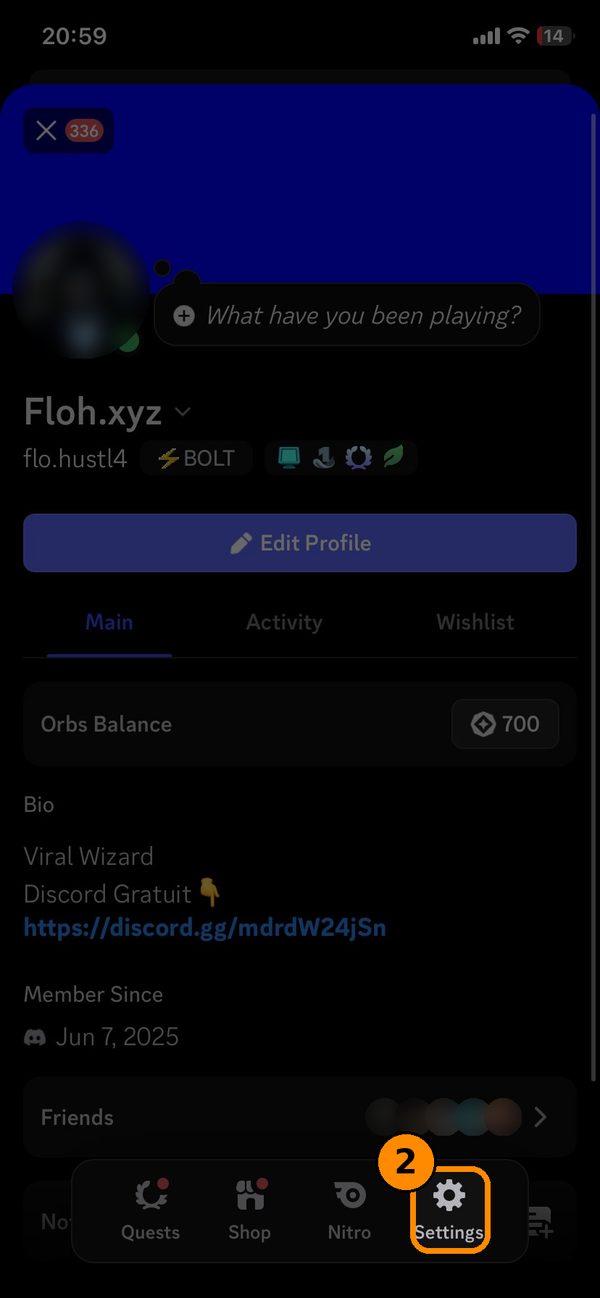 20:59
14
336
What have you been playing?
Floh.xyz
flo.hustl4
⚡BOLT
Edit Profile
Main Activity Wishlist
Orbs Balance
700
Bio
Viral Wizard
Discord Gratuit 👇
https://discord.gg/mdrdW24jSn
Member Since
Jun 7, 2025
Friends
2
No
Quests Shop Nitro Settings